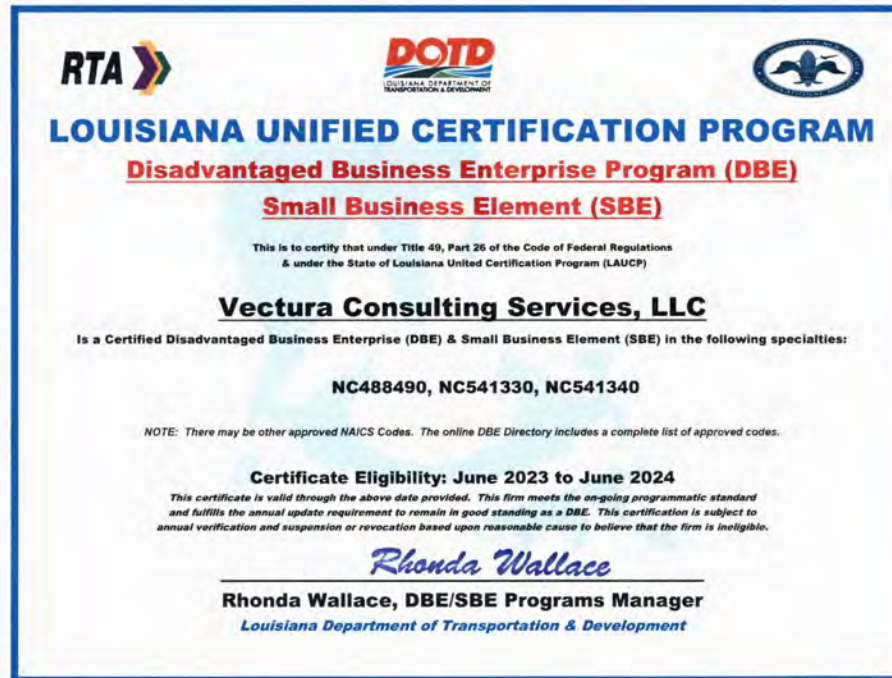 RTA
DOTD
LOUISIANA DEPARTMENT OF
TRANSPORTATION & DEVELOPMENT
LOUISIANA UNIFIED CERTIFICATION PROGRAM
Disadvantaged Business Enterprise Program (DBE)
Small Business Element (SBE)
This is to certify that under Title 49, Part 26 of the Code of Federal Regulations
& under the State of Louisiana United Certification Program (LAUCP)
Vectura Consulting Services, LLC
Is a Certified Disadvantaged Business Enterprise (DBE) & Small Business Element (SBE) in the following specialties:
NC488490, NC541330, NC541340
NOTE: There may be other approved NAICS Codes. The online DBE Directory includes a complete list of approved codes.
Certificate Eligibility: June 2023 to June 2024
This certificate is valid through the above date provided. This firm meets the on-going programmatic standard
and fulfills the annual update requirement to remain in good standing as a DBE. This certification is subject to
annual verification and suspension or revocation based upon reasonable cause to believe that the firm is ineligible.
Rhonda Wallace
Rhonda Wallace, DBE/SBE Programs Manager
Louisiana Department of Transportation & Development